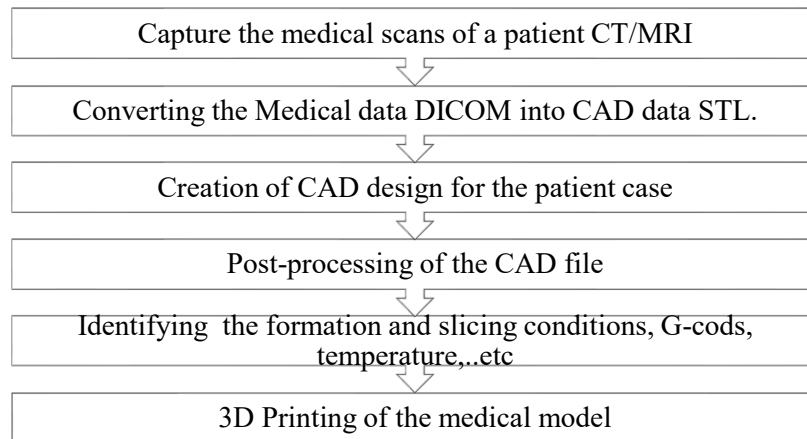 Capture the medical scans of a patient CT/MRI
Converting the Medical data DICOM into CAD data STL.
Creation of CAD design for the patient case
Post-processing of the CAD file
Identifying the formation and slicing conditions, G-cods,
temperature,..etc
3D Printing of the medical model